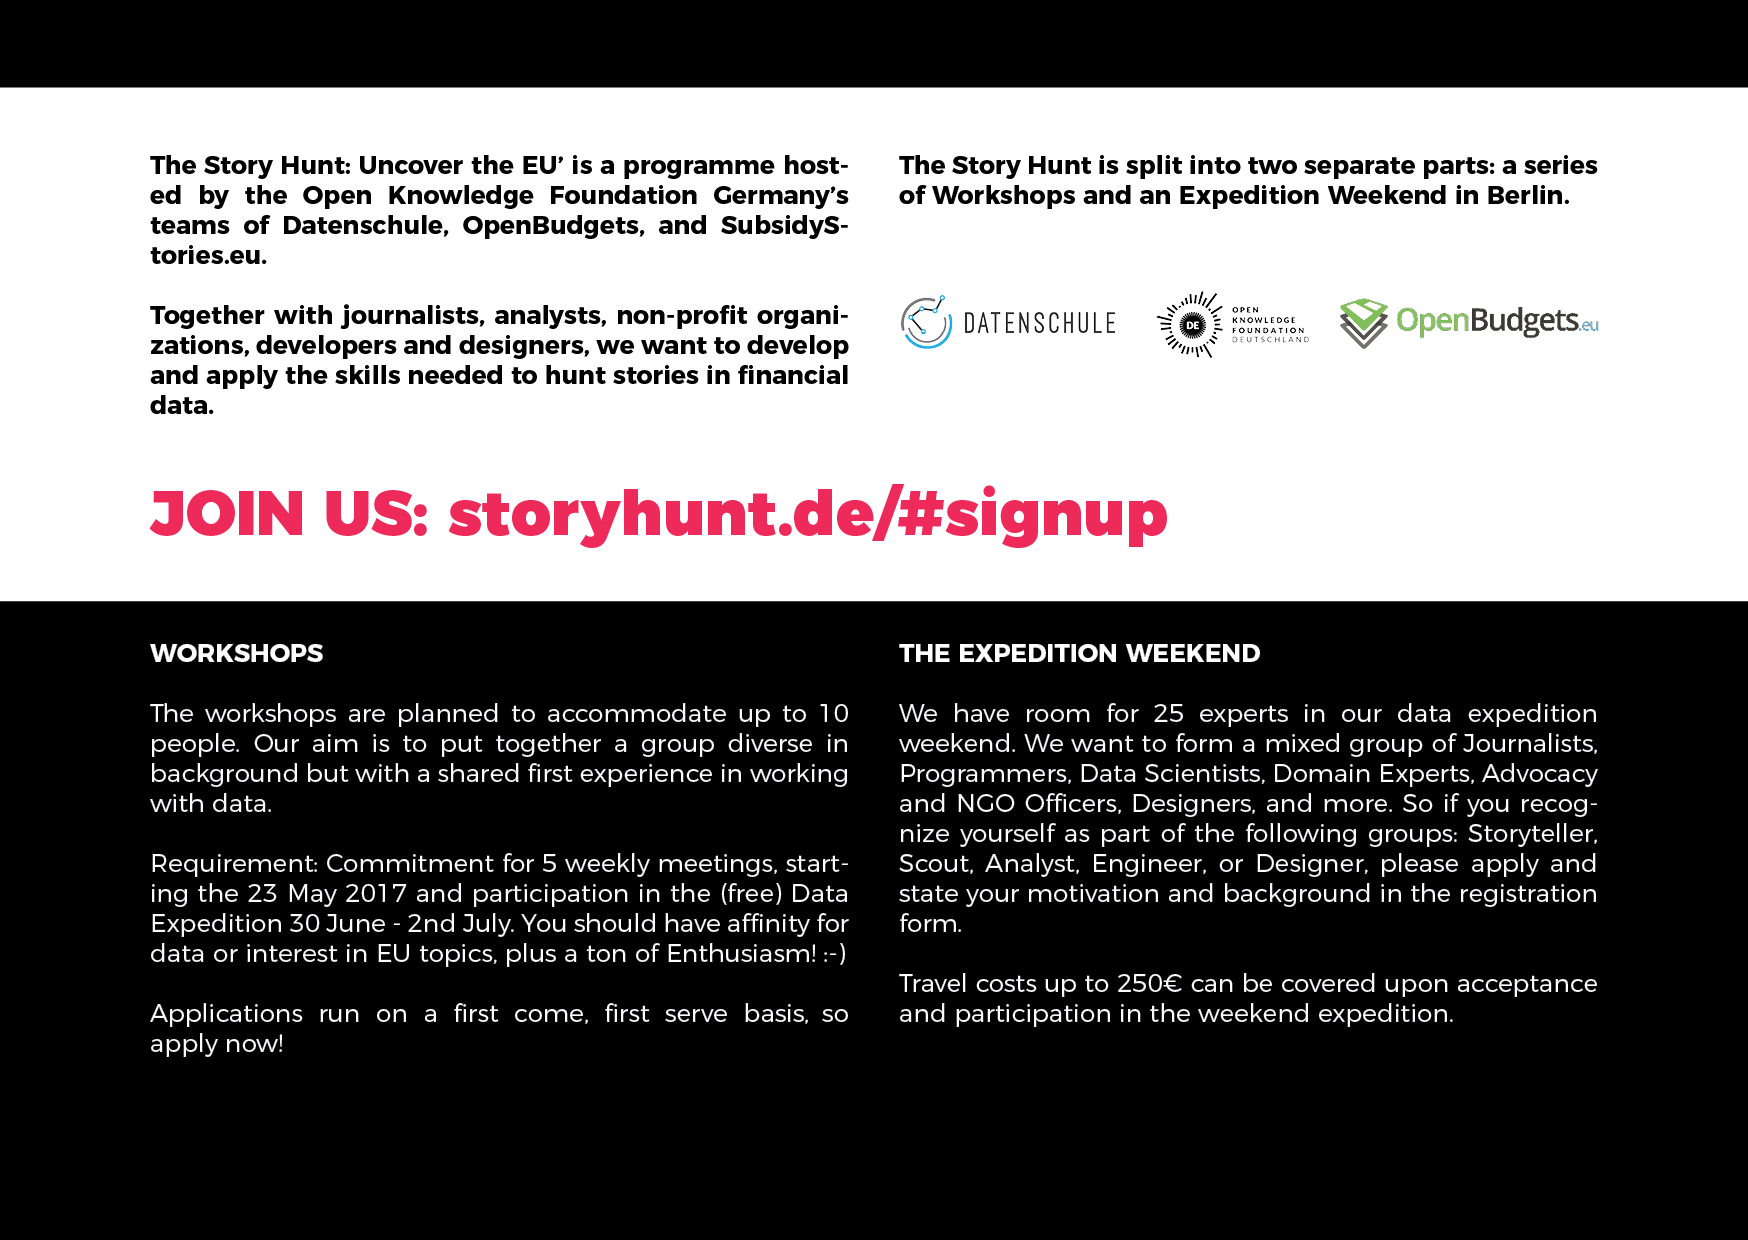 The Story Hunt: Uncover the EU’ is a programme host-
ed by the Open Knowledge Foundation Germany’s
teams of Datenschule, OpenBudgets, and SubsidyS-
tories.eu.
Together with journalists, analysts, non-profit organi-
zations, developers and designers, we want to develop
and apply the skills needed to hunt stories in financial
data.
The Story Hunt is split into two separate parts: a series
of Workshops and an Expedition Weekend in Berlin.
DATENSCHULE
DE
OPEN
KNOWLEDGE
FOUNDATION
DEUTSCHLAND
OpenBudgets.eu
JOIN US: storyhunt.de/#signup
WORKSHOPS
The workshops are planned to accommodate up to 10
people. Our aim is to put together a group diverse in
background but with a shared first experience in working
with data.
Requirement: Commitment for 5 weekly meetings, start-
ing the 23 May 2017 and participation in the (free) Data
Expedition 30 June - 2nd July. You should have affinity for
data or interest in EU topics, plus a ton of Enthusiasm! :-)
Applications run on a first come, first serve basis, so
apply now!
THE EXPEDITION WEEKEND
We have room for 25 experts in our data expedition
weekend. We want to form a mixed group of Journalists,
Programmers, Data Scientists, Domain Experts, Advocacy
and NGO Officers, Designers, and more. So if you recog-
nize yourself as part of the following groups: Storyteller,
Scout, Analyst, Engineer, or Designer, please apply and
state your motivation and background in the registration
form.
Travel costs up to 250€ can be covered upon acceptance
and participation in the weekend expedition.